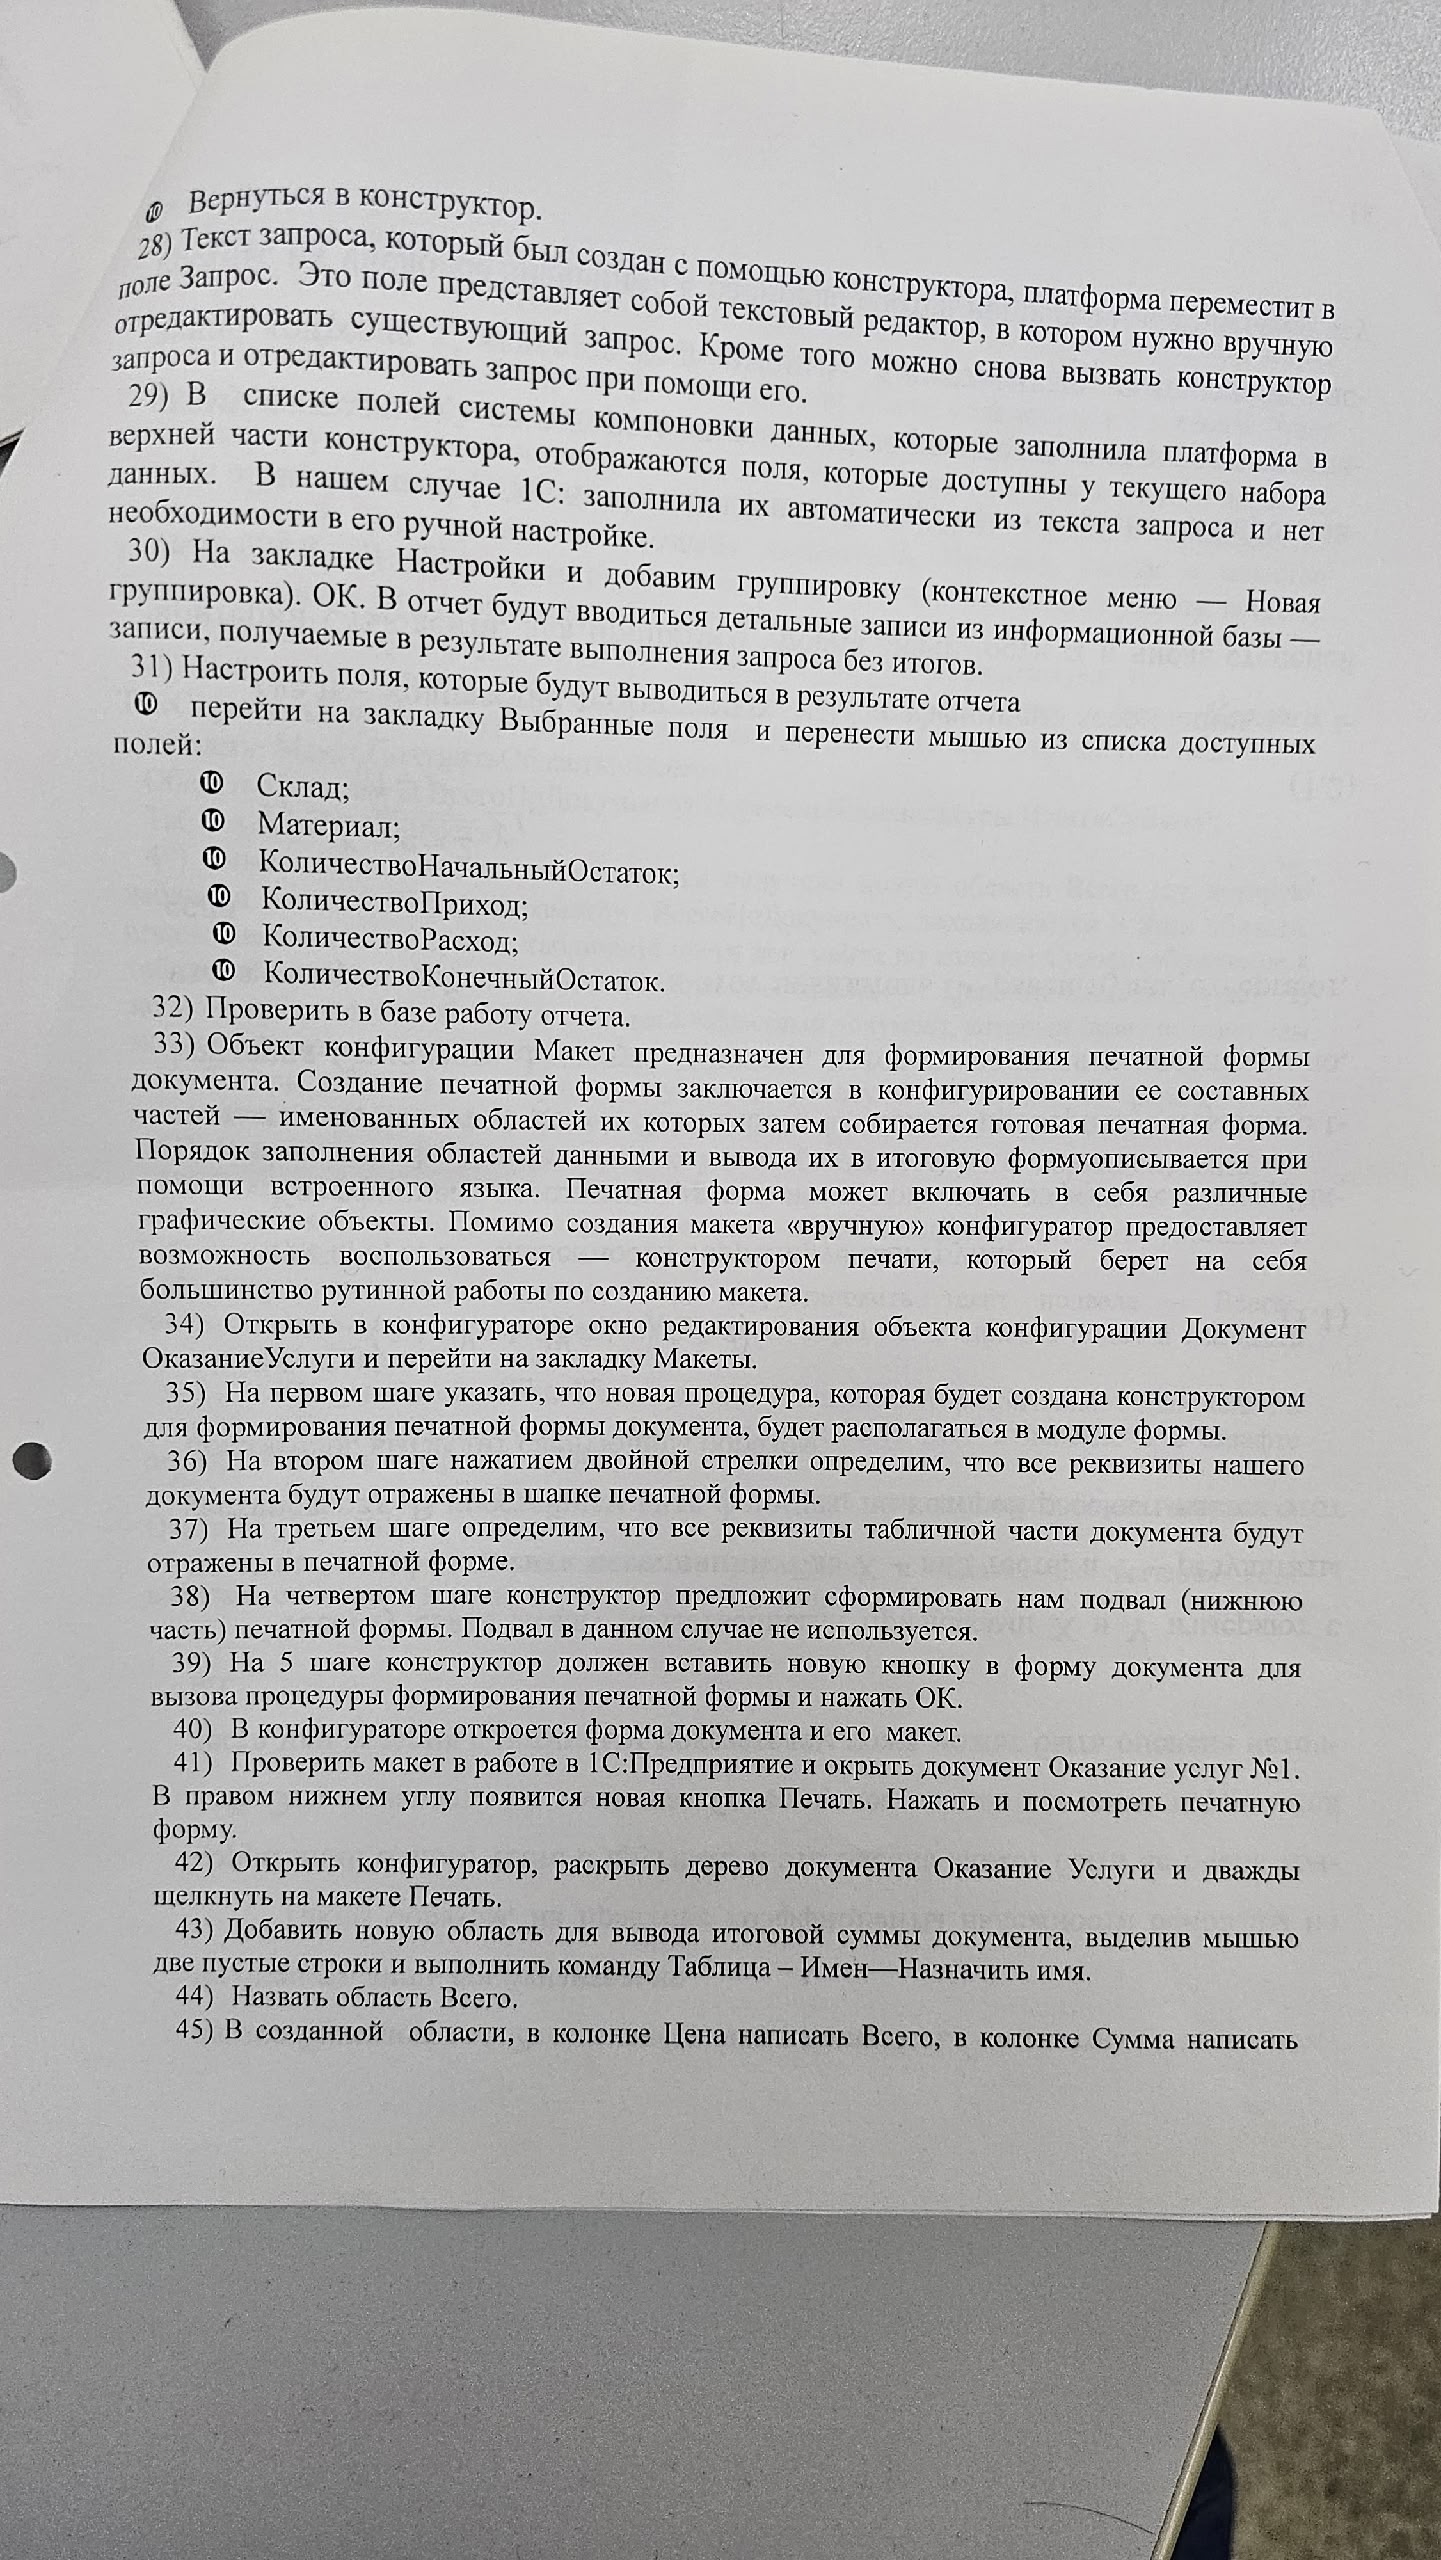 ⓾ Вернуться в конструктор.
28) Текст запроса, который был создан с помощью конструктора, платформа переместит в
поле Запрос. Это поле представляет собой текстовый редактор, в котором нужно вручную
отредактировать существующий запрос. Кроме того можно снова вызвать конструктор
запроса и отредактировать запрос при помощи его.
29) В списке полей системы компоновки данных, которые заполнила платформа в
верхней части конструктора, отображаются поля, которые доступны у текущего набора
данных. В нашем случае 1С: заполнила их автоматически из текста запроса и нет
необходимости в его ручной настройке.
30) На закладке Настройки и добавим группировку (контекстное меню — Новая
группировка). ОК. В отчет будут вводиться детальные записи из информационной базы —
записи, получаемые в результате выполнения запроса без итогов.
31) Настроить поля, которые будут выводиться в результате отчета
⓾ перейти на закладку Выбранные поля и перенести мышью из списка доступных
полей:
⓾ Склад;
⓾ Материал;
⓾ КоличествоНачальныйОстаток;
⓾ КоличествоПриход;
⓾ КоличествоРасход;
⓾ КоличествоКонечныйОстаток.
32) Проверить в базе работу отчета.
33) Объект конфигурации Макет предназначен для формирования печатной формы
документа. Создание печатной формы заключается в конфигурировании ее составных
частей — именованных областей их которых затем собирается готовая печатная форма.
Порядок заполнения областей данными и вывода их в итоговую формуописывается при
помощи встроенного языка. Печатная форма может включать в себя различные
графические объекты. Помимо создания макета «вручную» конфигуратор предоставляет
возможность воспользоваться — конструктором печати, который берет на себя
большинство рутинной работы по созданию макета.
34) Открыть в конфигураторе окно редактирования объекта конфигурации Документ
ОказаниеУслуги и перейти на закладку Макеты.
35) На первом шаге указать, что новая процедура, которая будет создана конструктором
для формирования печатной формы документа, будет располагаться в модуле формы.
36) На втором шаге нажатием двойной стрелки определим, что все реквизиты нашего
документа будут отражены в шапке печатной формы.
37) На третьем шаге определим, что все реквизиты табличной части документа будут
отражены в печатной форме.
38) На четвертом шаге конструктор предложит сформировать нам подвал (нижнюю
часть) печатной формы. Подвал в данном случае не используется.
39) На 5 шаге конструктор должен вставить новую кнопку в форму документа для
вызова процедуры формирования печатной формы и нажать ОК.
40) В конфигураторе откроется форма документа и его макет.
41) Проверить макет в работе в 1С:Предприятие и окрыть документ Оказание услуг №1.
В правом нижнем углу появится новая кнопка Печать. Нажать и посмотреть печатную
форму.
42) Открыть конфигуратор, раскрыть дерево документа Оказание Услуги и дважды
щелкнуть на макете Печать.
43) Добавить новую область для вывода итоговой суммы документа, выделив мышью
две пустые строки и выполнить команду Таблица – Имен—Назначить имя.
44) Назвать область Всего.
45) В созданной области, в колонке Цена написать Всего, в колонке Сумма написать